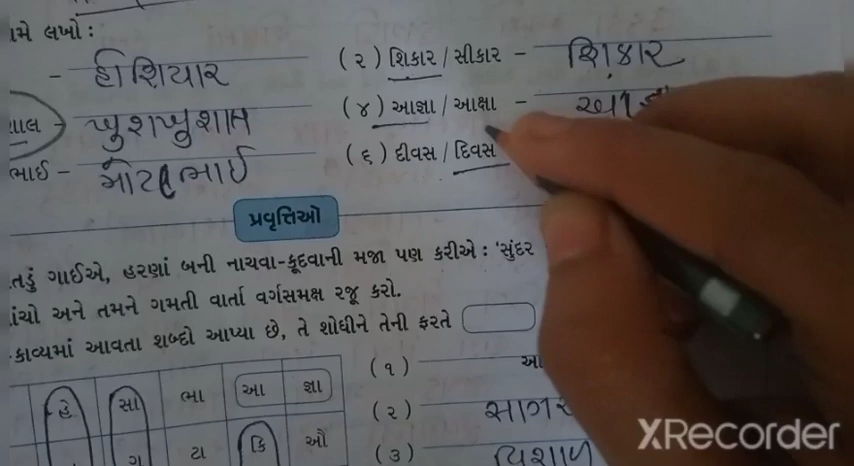 લખો :
- હોશિયાર (૨) શિકાર / સીકાર - શિકાર
- ખુશખુશાલ (૪) આજ્ઞા / આક્ષા -
ભાઈ - મોટાભાઈ (૬) દીવસ / દિવસ
પ્રવૃત્તિઓ
ગાઈએ, હરણાં બની નાચવા-કૂદવાની મજા પણ કરીએ : 'સુંદર
અને તમને ગમતી વાર્તા વર્ગસમક્ષ રજૂ કરો.
કાવ્યમાં આવતા શબ્દો આપ્યા છે, તે શોધીને તેની ફરતે
(૧) આ
હે સા ભા આ જ્ઞા (૨) સાગર
ગ ટા કિ ઔ (૩) વિશાળ
XRecorder